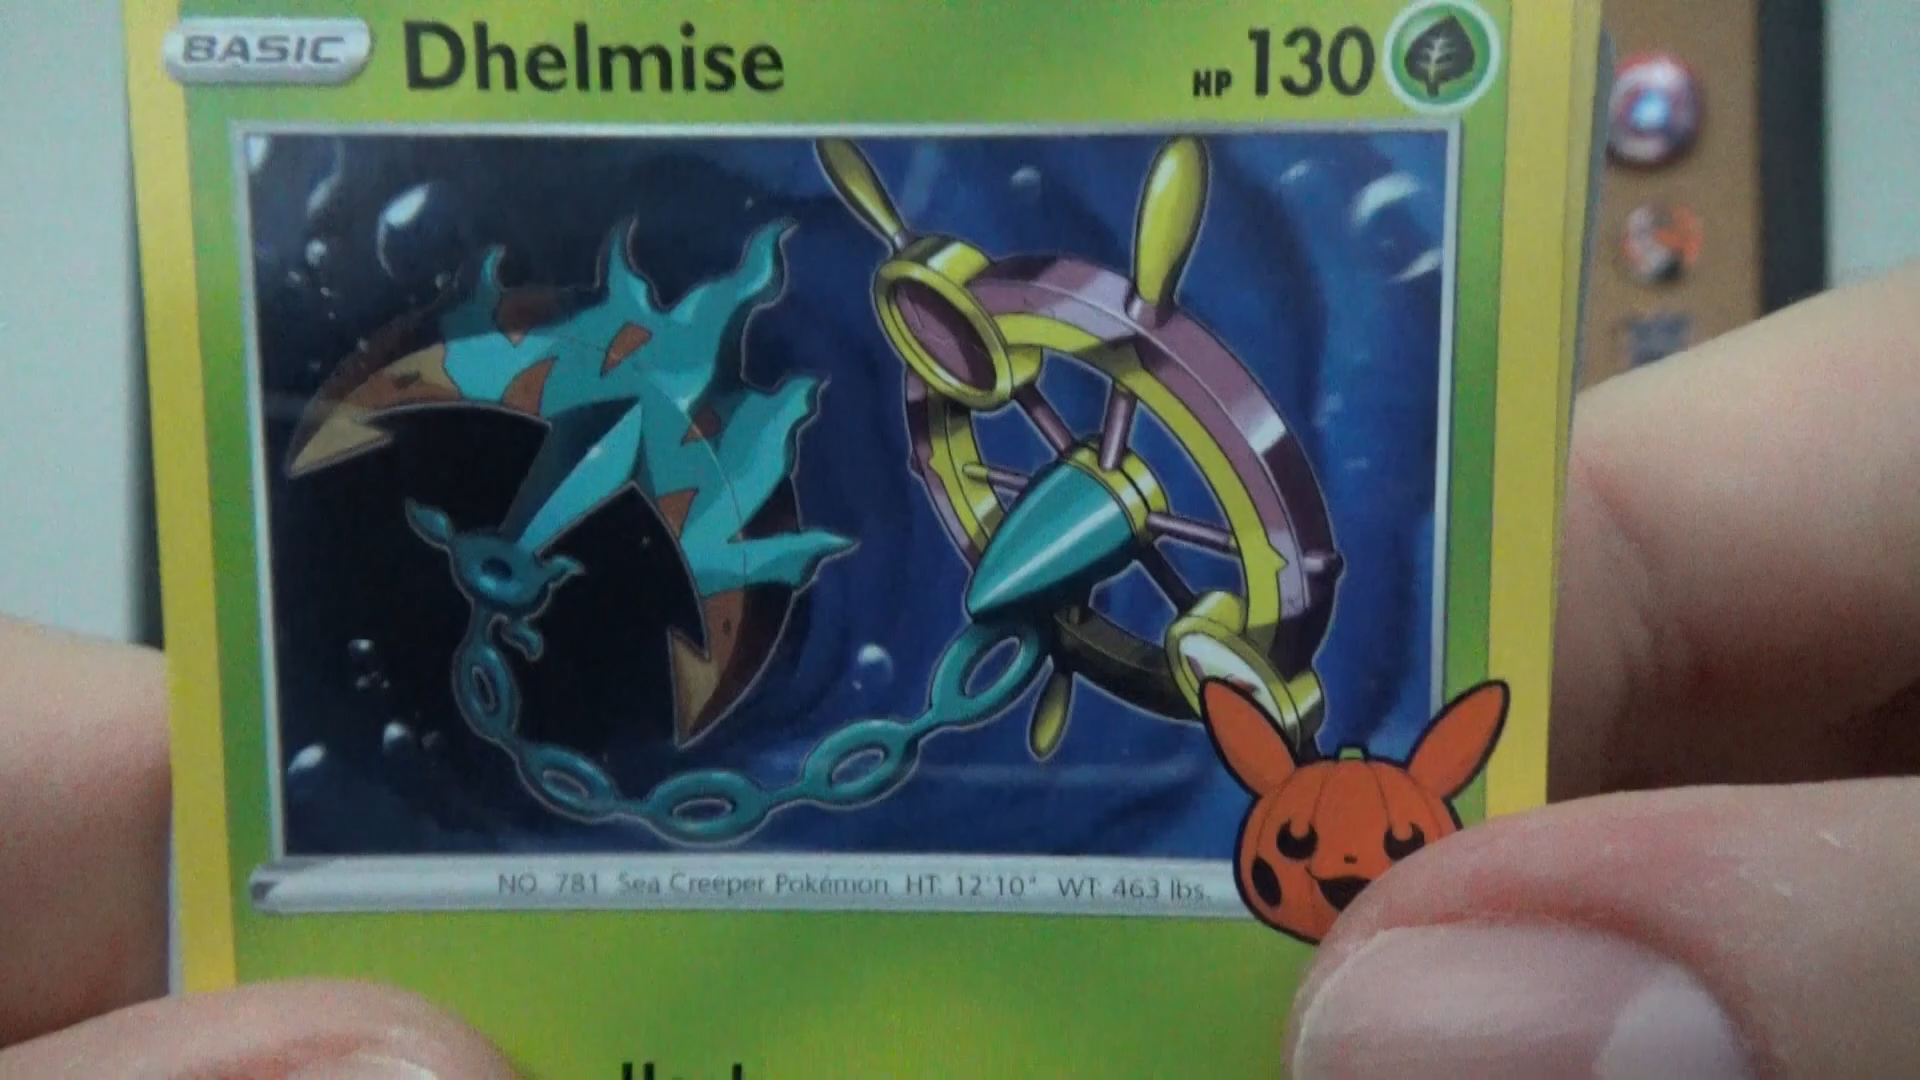 BASIC Dhelmise HP 130
NO. 781 Sea Creeper Pokémon HT: 12'10" WT: 463 lbs.